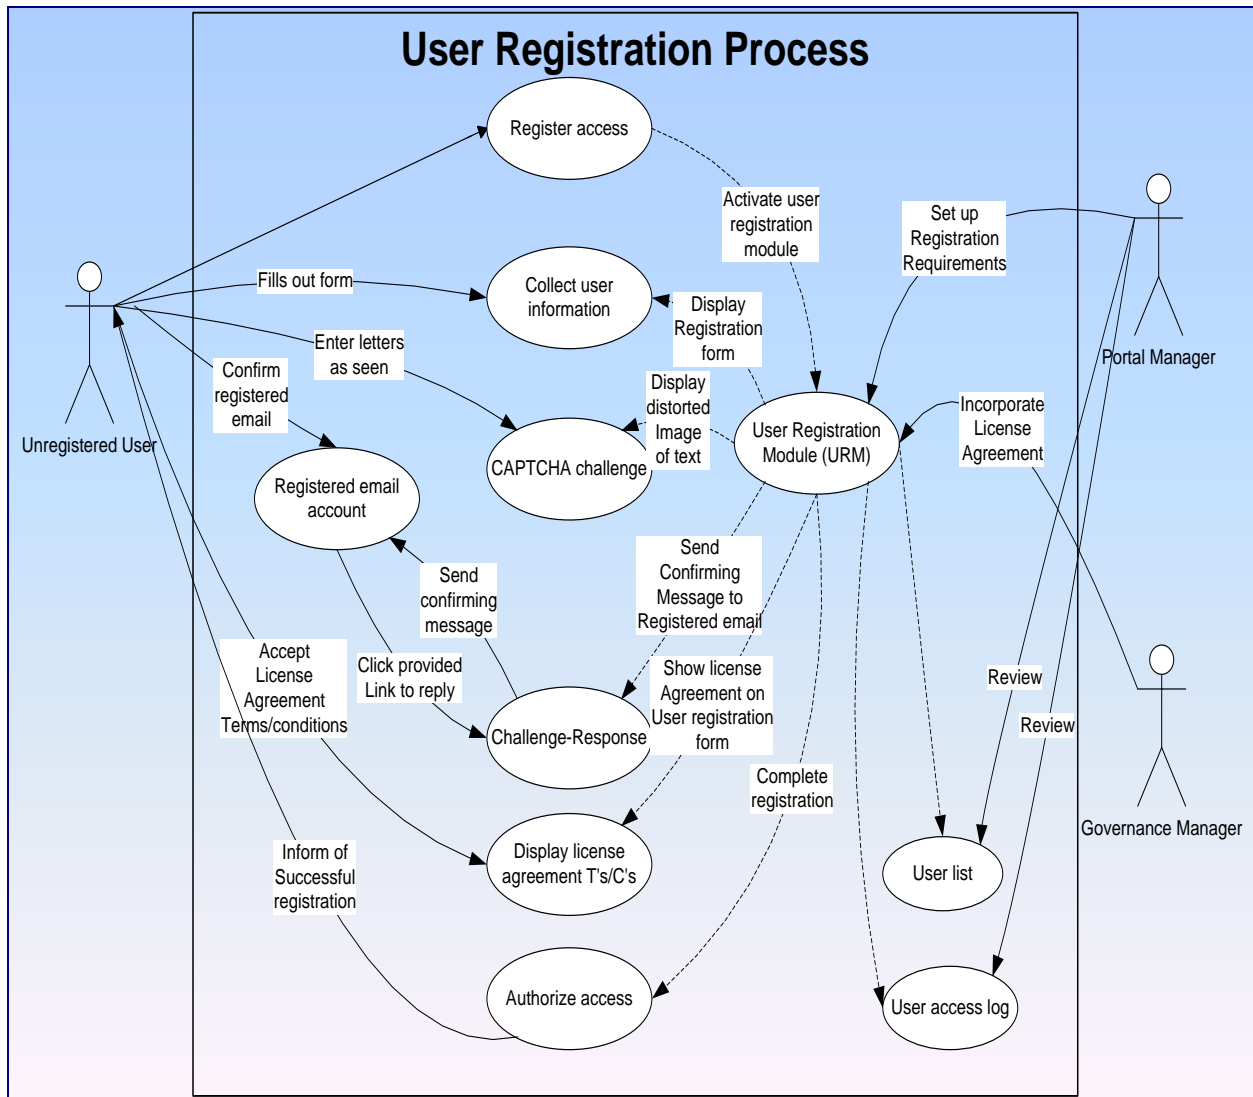 User Registration Process
Register access
Activate user
registration
module
Set up
Registration
Requirements
Fills out form
Collect user
information
Display
Registration
form
Portal Manager
Enter letters
as seen
Confirm
registered
email
Display
distorted
Image
of text
Incorporate
License
Agreement
Unregistered User
User Registration
Module (URM)
CAPTCHA challenge
Registered email
account
Send
confirming
message
Send
Confirming
Message to
Registered email
Accept
License
Agreement
Terms/conditions
Click provided
Link to reply
Show license
Agreement on
User registration
form
Review
Review
Challenge-Response
Complete
registration
Governance Manager
Inform of
Successful
registration
Display license
agreement T's/C's
User list
Authorize access
User access log